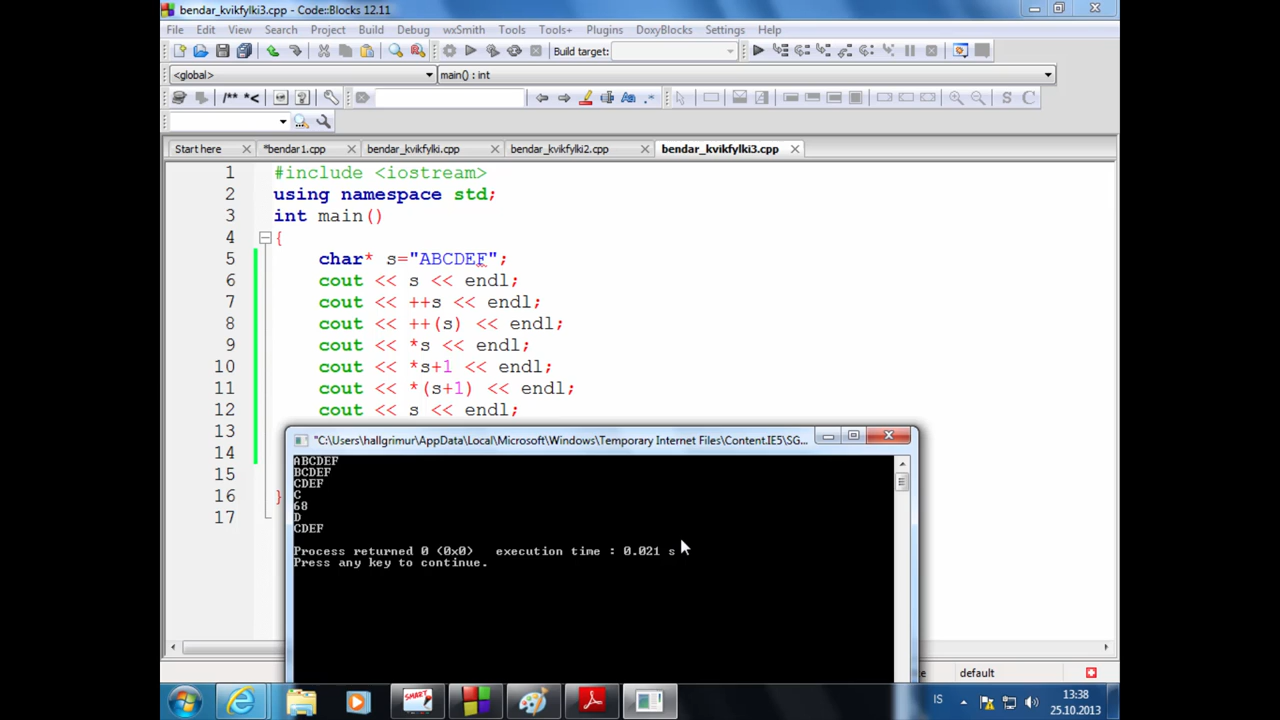 bendar_kvikfylki3.cpp - Code::Blocks 12.11
File Edit View Search Project Build Debug wxSmith Tools Tools+ Plugins DoxyBlocks Settings Help
Build target:
<global> main() : int
/** *<
Start here *bendar1.cpp bendar_kvikfylki.cpp bendar_kvikfylki2.cpp bendar_kvikfylki3.cpp
1 #include <iostream>
2 using namespace std;
3 int main()
4 {
5 char* s="ABCDEF";
6 cout << s << endl;
7 cout << ++s << endl;
8 cout << ++(s) << endl;
9 cout << *s << endl;
10 cout << *s+1 << endl;
11 cout << *(s+1) << endl;
12 cout << s << endl;
13
14
15
16 }
17
"C:\Users\hallgrimur\AppData\Local\Microsoft\Windows\Temporary Internet Files\Content.IE5\SG...
ABCDEF
BCDEF
CDEF
C
68
D
CDEF
Process returned 0 (0x0) execution time : 0.021 s
Press any key to continue.
default
SMART
IS 13:38
25.10.2013